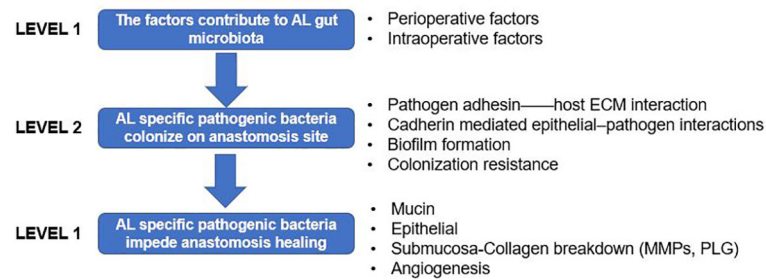 LEVEL 1
The factors contribute to AL gut
microbiota
• Perioperative factors
• Intraoperative factors
LEVEL 2
AL specific pathogenic bacteria
colonize on anastomosis site
• Pathogen adhesin——host ECM interaction
• Cadherin mediated epithelial–pathogen interactions
• Biofilm formation
• Colonization resistance
LEVEL 1
AL specific pathogenic bacteria
impede anastomosis healing
• Mucin
• Epithelial
• Submucosa-Collagen breakdown (MMPs, PLG)
• Angiogenesis